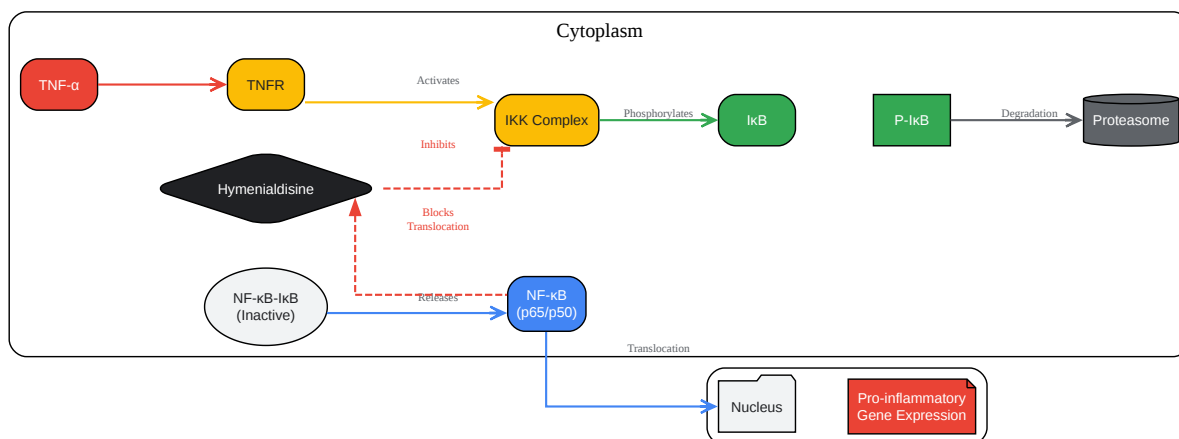 Cytoplasm
TNF-α
TNFR
Activates
IKK Complex
Phosphorylates
IκB
P-IκB
Degradation
Proteasome
Inhibits
Hymenialdisine
Blocks
Translocation
NF-κB-IκB
(Inactive)
Releases
NF-κB
(p65/p50)
Translocation
Nucleus
Pro-inflammatory
Gene Expression